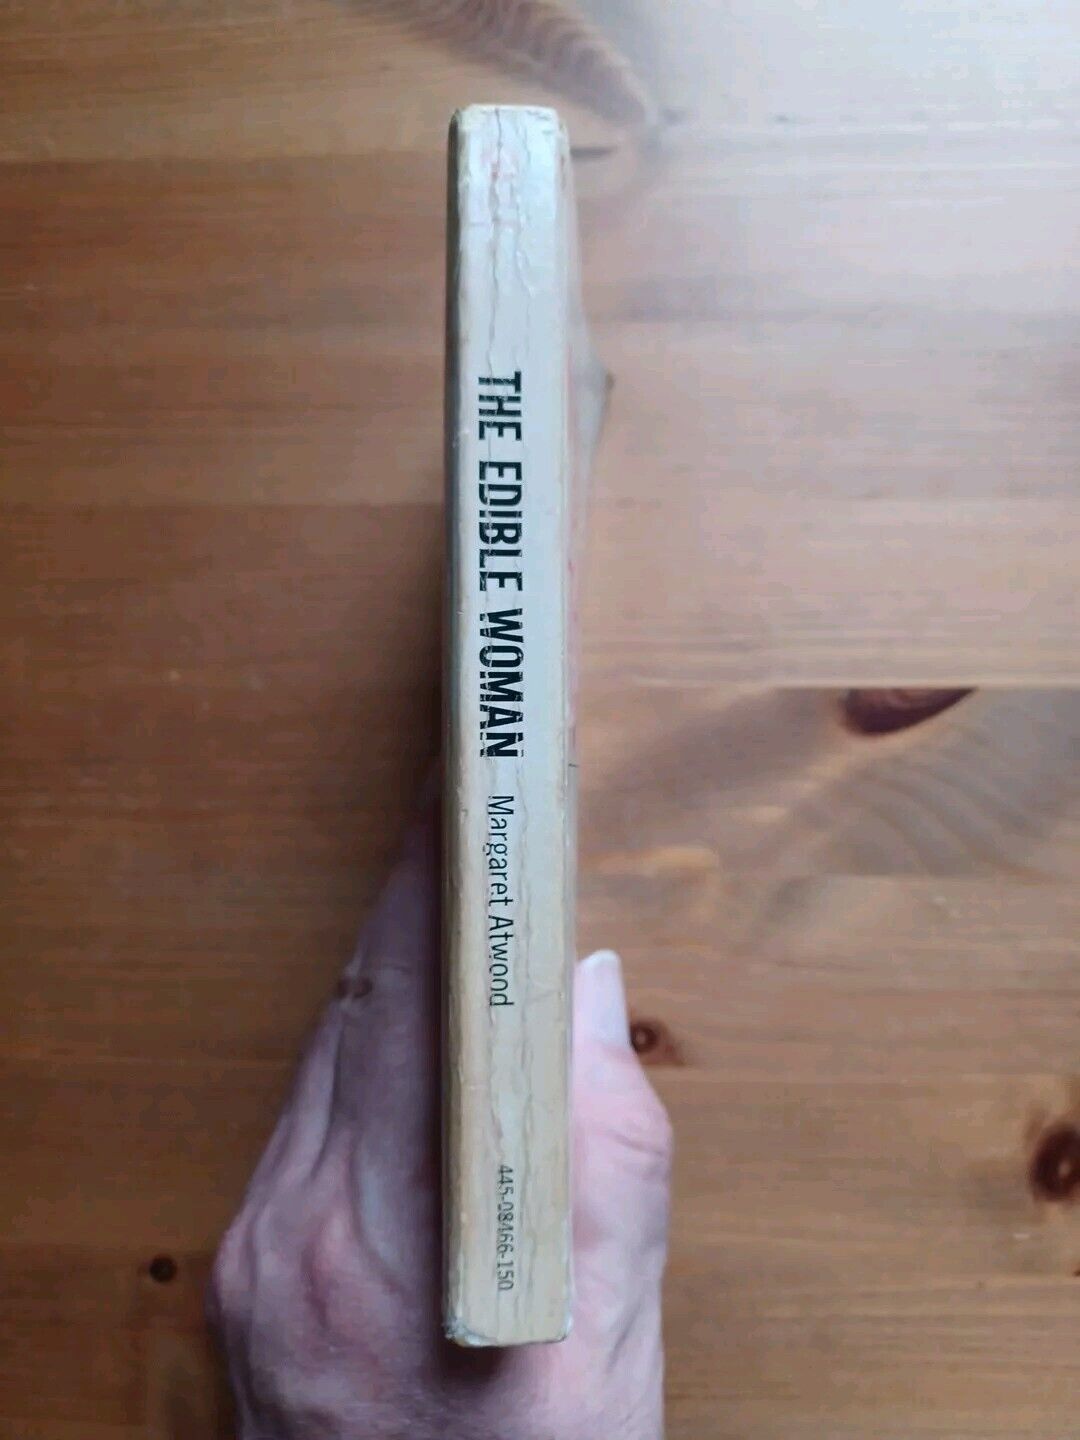 THE EDIBLE WOMAN Margaret Atwood 445-08466-150